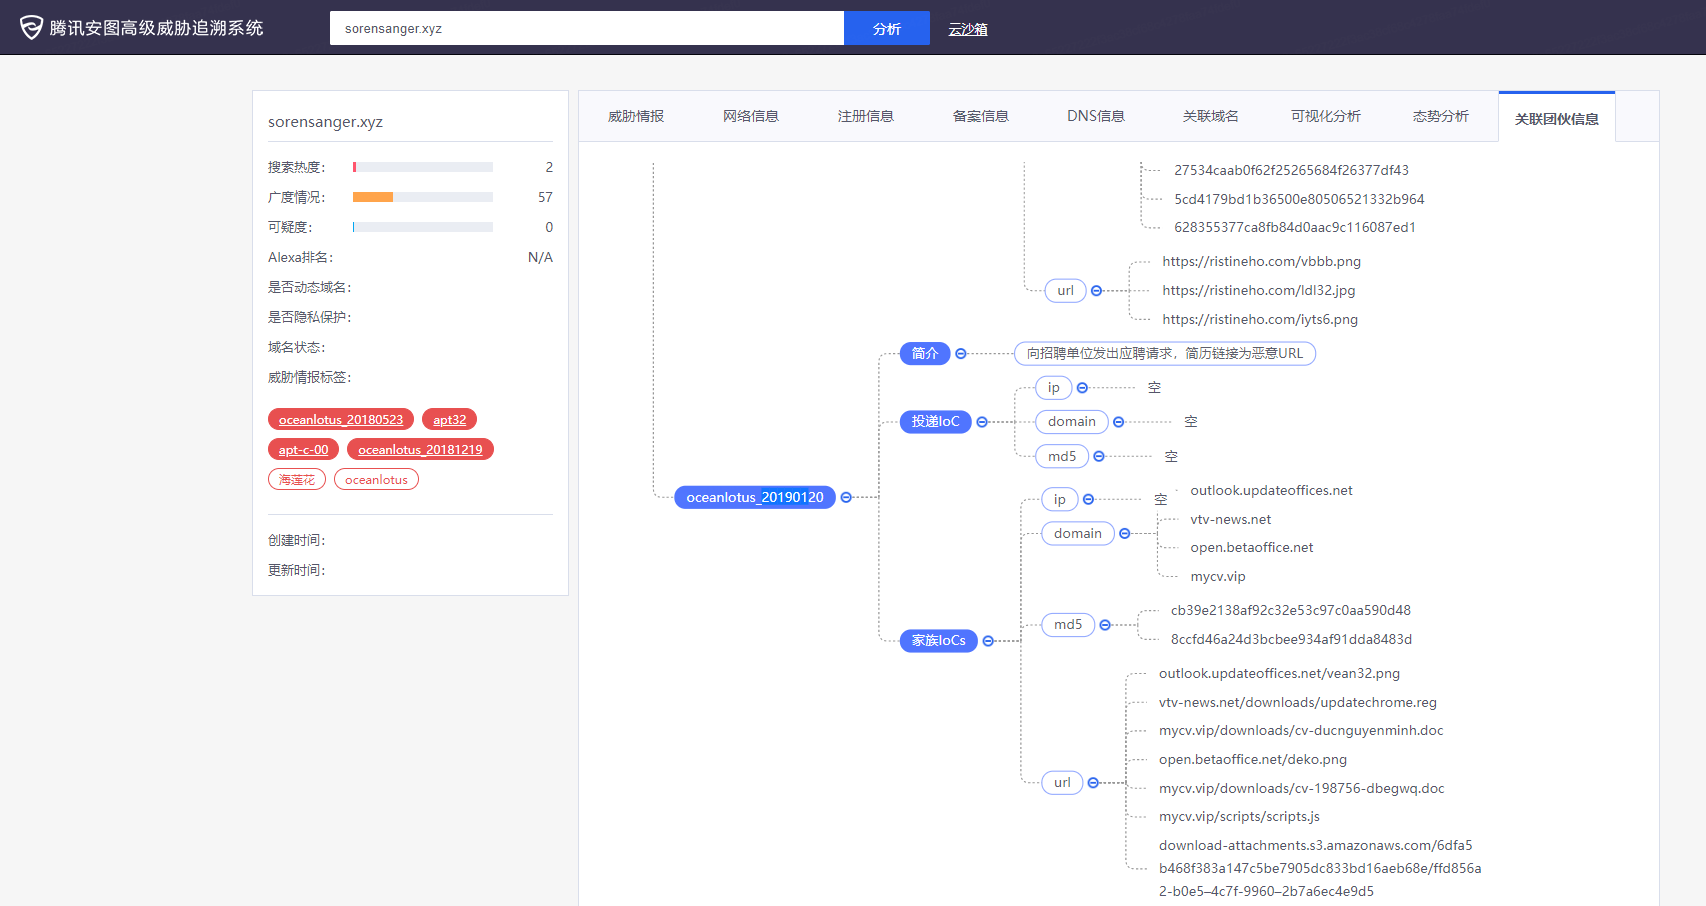 腾讯安图高级威胁追溯系统
sorensanger.xyz
分析
云沙箱
sorensanger.xyz
搜索热度： 2
广度情况： 57
可疑度： 0
Alexa排名： N/A
是否动态域名：
是否隐私保护：
域名状态：
威胁情报标签：
oceanlotus_20180523 apt32
apt-c-00 oceanlotus_20181219
海莲花 oceanlotus
创建时间：
更新时间：
威胁情报 网络信息 注册信息 备案信息 DNS信息 关联域名 可视化分析 态势分析 关联团伙信息
27534caab0f62f25265684f26377df43
5cd4179bd1b36500e80506521332b964
628355377ca8fb84d0aac9c116087ed1
url
https://ristineho.com/vbbb.png
https://ristineho.com/ldl32.jpg
https://ristineho.com/iyts6.png
oceanlotus_20190120
简介
向招聘单位发出应聘请求，简历链接为恶意URL
投递IoC
ip 空
domain 空
md5 空
家族IoCs
ip 空
domain
outlook.updateoffices.net
vtv-news.net
open.betaoffice.net
mycv.vip
md5
cb39e2138af92c32e53c97c0aa590d48
8ccfd46a24d3bcbee934af91dda8483d
url
outlook.updateoffices.net/vean32.png
vtv-news.net/downloads/updatechrome.reg
mycv.vip/downloads/cv-ducnguyenminh.doc
open.betaoffice.net/deko.png
mycv.vip/downloads/cv-198756-dbegwq.doc
mycv.vip/scripts/scripts.js
download-attachments.s3.amazonaws.com/6dfa5
b468f383a147c5be7905dc833bd16aeb68e/ffd856a
2-b0e5–4c7f-9960–2b7a6ec4e9d5